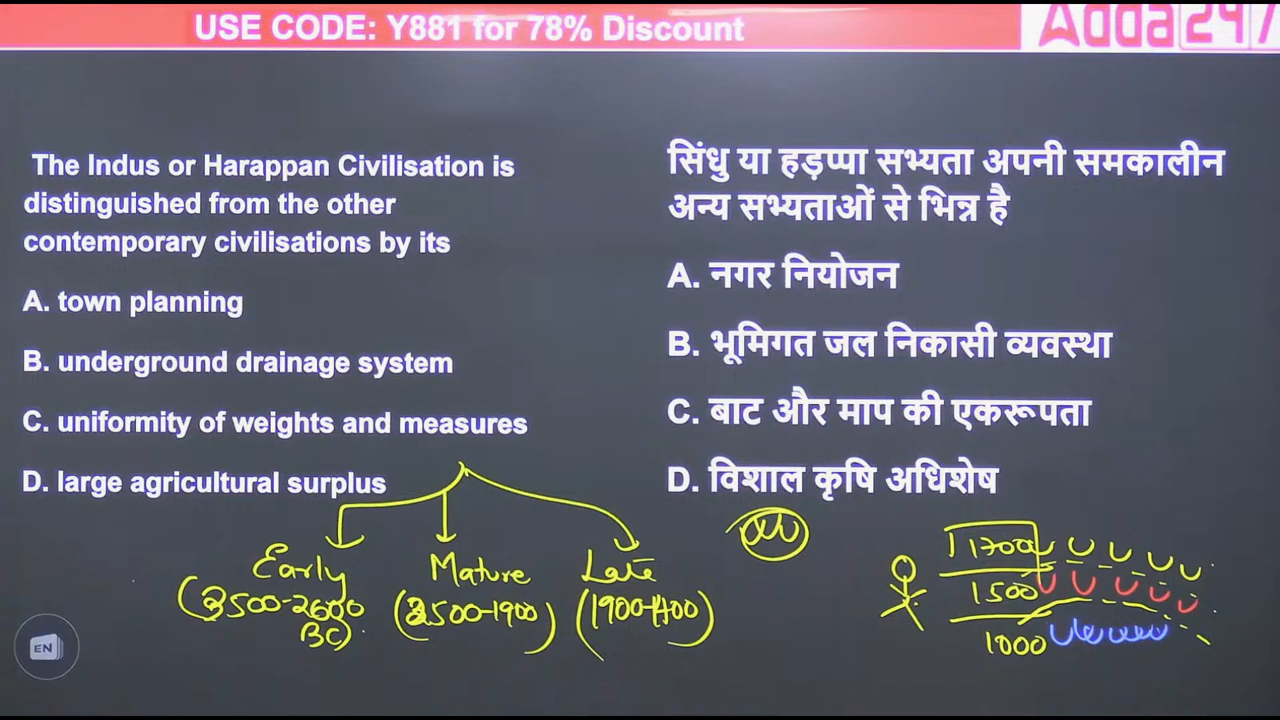 USE CODE: Y881 for 78% Discount
Adda247
The Indus or Harappan Civilisation is
distinguished from the other
contemporary civilisations by its
A. town planning
B. underground drainage system
C. uniformity of weights and measures
D. large agricultural surplus
सिंधु या हड़प्पा सभ्यता अपनी समकालीन
अन्य सभ्यताओं से भिन्न है
A. नगर नियोजन
B. भूमिगत जल निकासी व्यवस्था
C. बाट और माप की एकरूपता
D. विशाल कृषि अधिशेष
Early
(3500-2600
BC)
Mature
(2500-1900)
Late
(1900-1400)
1700
1500
1000
EN